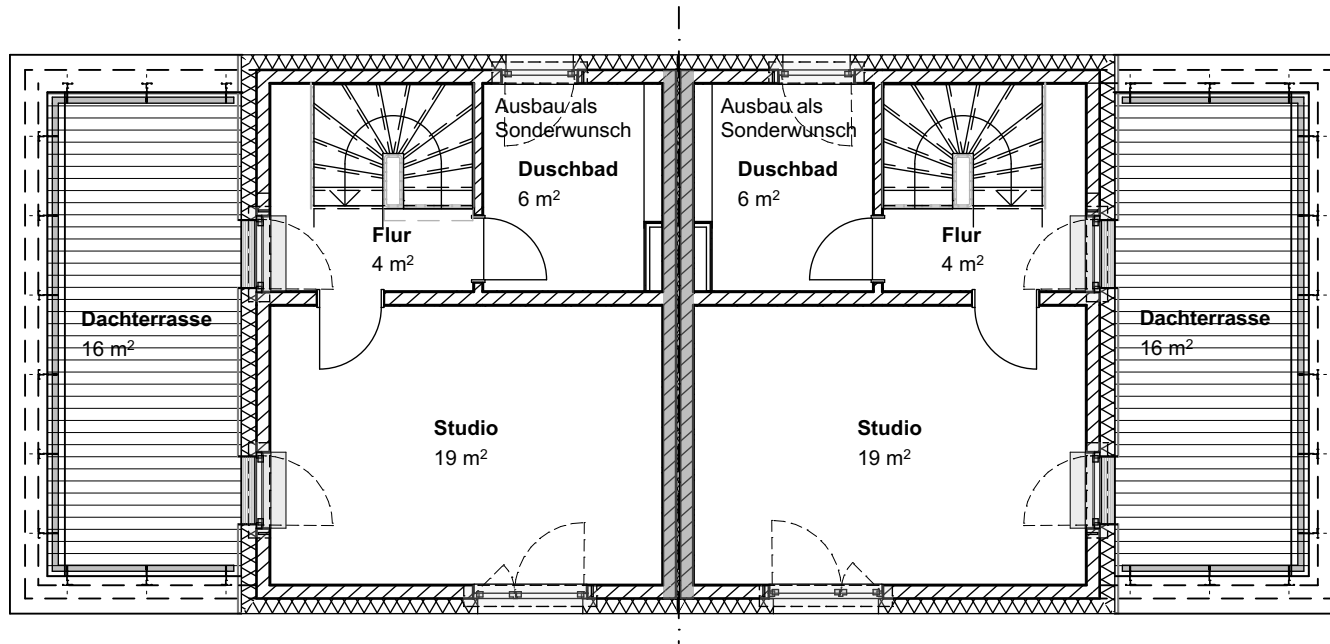 Ausbau als
Sonderwunsch
Duschbad
6 m²
Flur
4 m²
Dachterrasse
16 m²
Studio
19 m²
Ausbau als
Sonderwunsch
Duschbad
6 m²
Flur
4 m²
Dachterrasse
16 m²
Studio
19 m²